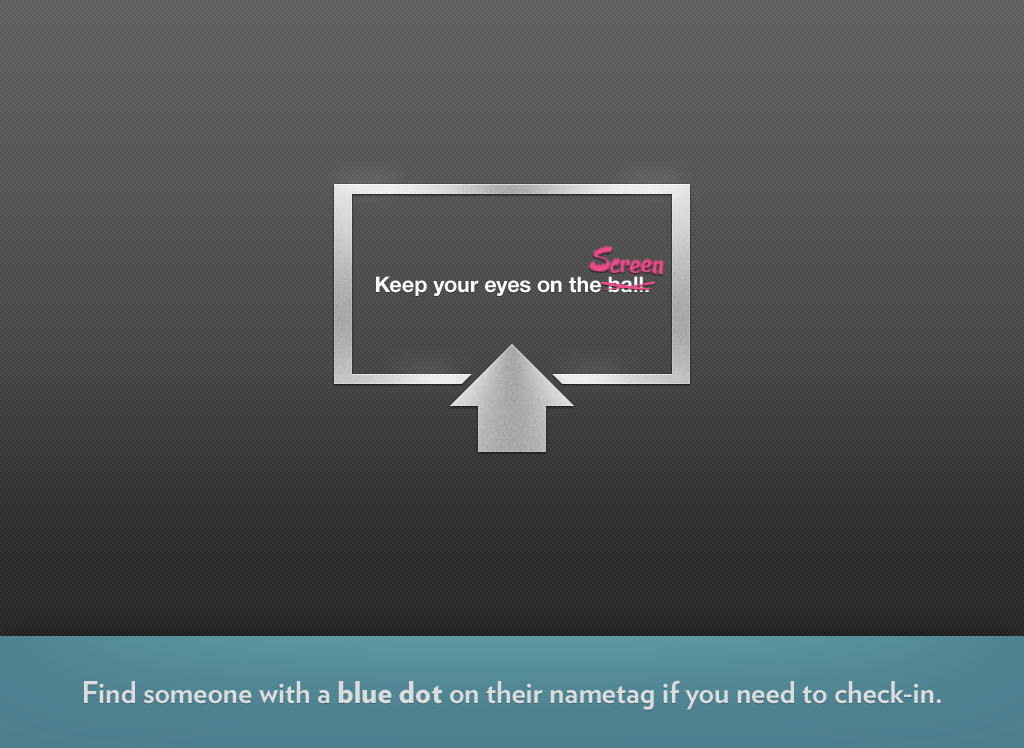 Screen
Keep your eyes on the ball.
Find someone with a blue dot on their nametag if you need to check-in.